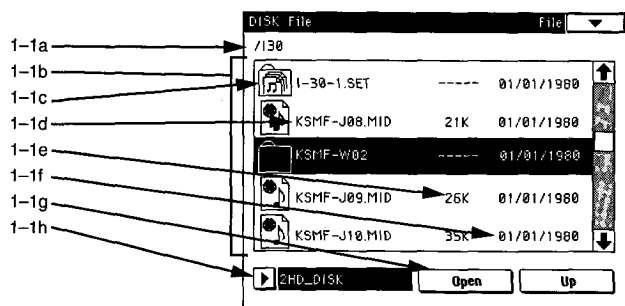 DISK File File
1-1a
/I30
1-1b
1-1c
I-30-1.SET ----- 01/01/1980
1-1d
KSMF-J08.MID 21K 01/01/1980
1-1e
KSMF-W02 ----- 01/01/1980
1-1f
1-1g
KSMF-J09.MID 26K 01/01/1980
1-1h
KSMF-J10.MID 35K 01/01/1980
2HD_DISK Open Up